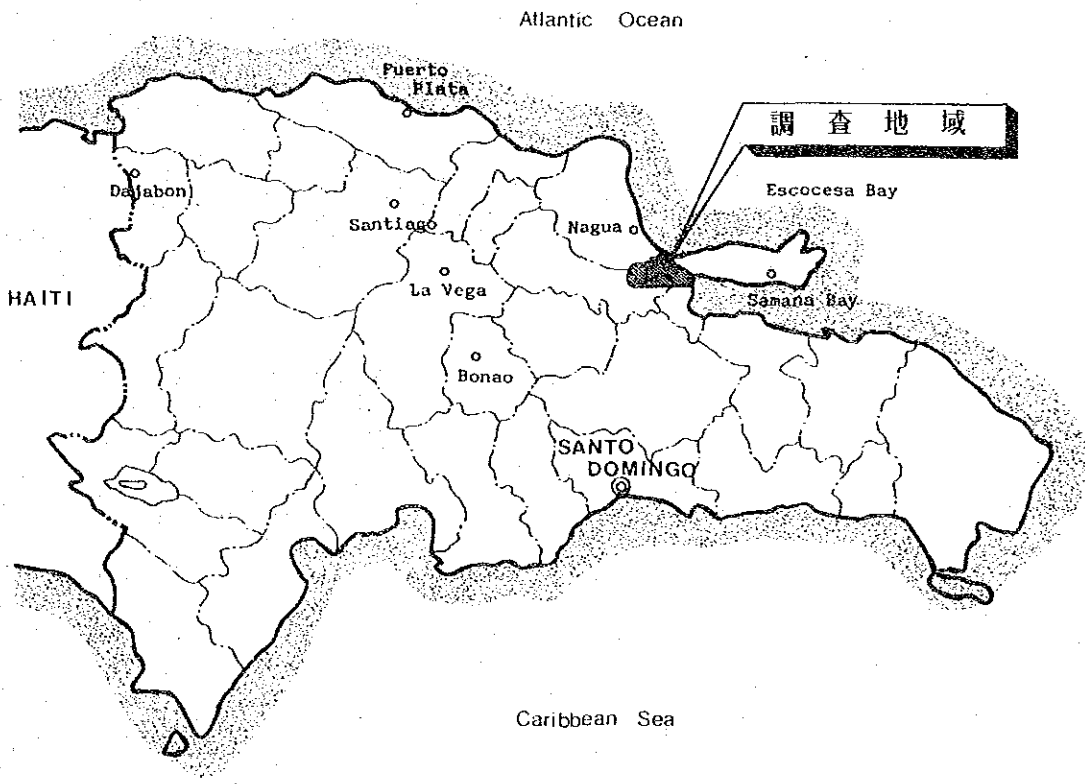 Atlantic Ocean
Puerto
Plata
調査地域
Escocesa Bay
Dajabon
Santiago
Nagua
HAITI
La Vega
Samana Bay
Bonao
SANTO
DOMINGO
Caribbean Sea